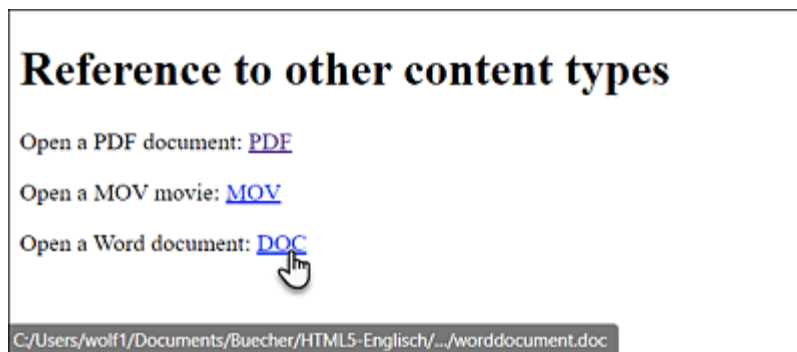 Reference to other content types
Open a PDF document: PDF
Open a MOV movie: MOV
Open a Word document: DOC
C:/Users/wolf1/Documents/Buecher/HTML5-Englisch/.../worddocument.doc